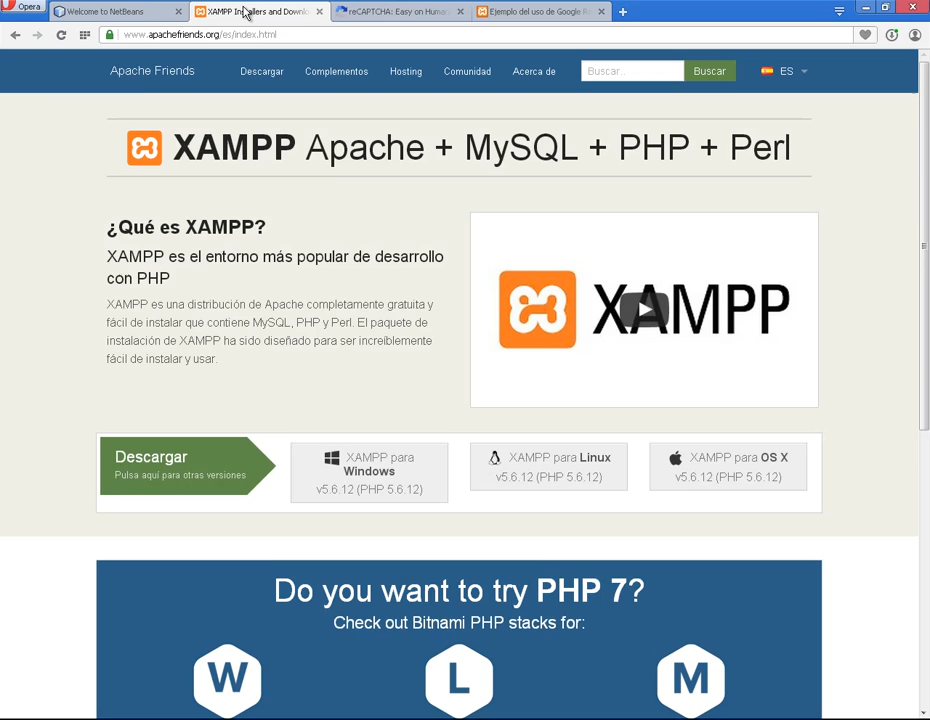 Opera
Welcome to NetBeans
XAMPP Installers and Downlo
reCAPTCHA: Easy on Human
Ejemplo del uso de Google Re
www.apachefriends.org/es/index.html
Apache Friends
Descargar
Complementos
Hosting
Comunidad
Acerca de
Buscar..
Buscar
ES
XAMPP Apache + MySQL + PHP + Perl
¿Qué es XAMPP?
XAMPP es el entorno más popular de desarrollo
con PHP
XAMPP es una distribución de Apache completamente gratuita y
fácil de instalar que contiene MySQL, PHP y Perl. El paquete de
instalación de XAMPP ha sido diseñado para ser increíblemente
fácil de instalar y usar.
XAMPP
Descargar
Pulsa aquí para otras versiones
XAMPP para
Windows
v5.6.12 (PHP 5.6.12)
XAMPP para Linux
v5.6.12 (PHP 5.6.12)
XAMPP para OS X
v5.6.12 (PHP 5.6.12)
Do you want to try PHP 7?
Check out Bitnami PHP stacks for:
W
L
M